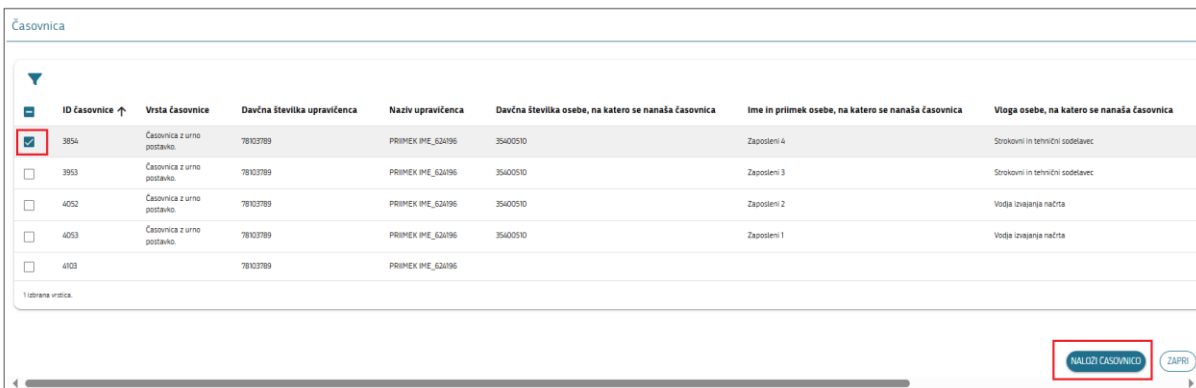 Časovnica
ID časovnice ↑ Vrsta časovnice Davčna številka upravičenca Naziv upravičenca Davčna številka osebe, na katero se nanaša časovnica Ime in priimek osebe, na katero se nanaša časovnica Vloga osebe, na katero se nanaša časovnica
3854 Časovnica z urno postavko. 78103789 PRIIMEK IME_624196 35400510 Zaposleni 4 Strokovni in tehnični sodelavec
3953 Časovnica z urno postavko. 78103789 PRIIMEK IME_624196 35400510 Zaposleni 3 Strokovni in tehnični sodelavec
4052 Časovnica z urno postavko. 78103789 PRIIMEK IME_624196 35400510 Zaposleni 2 Vodja izvajanja načrta
4053 Časovnica z urno postavko. 78103789 PRIIMEK IME_624196 35400510 Zaposleni 1 Vodja izvajanja načrta
4103 78103789 PRIIMEK IME_624196
1 izbrana vrstica.
NALOŽI ČASOVNICO ZAPRI